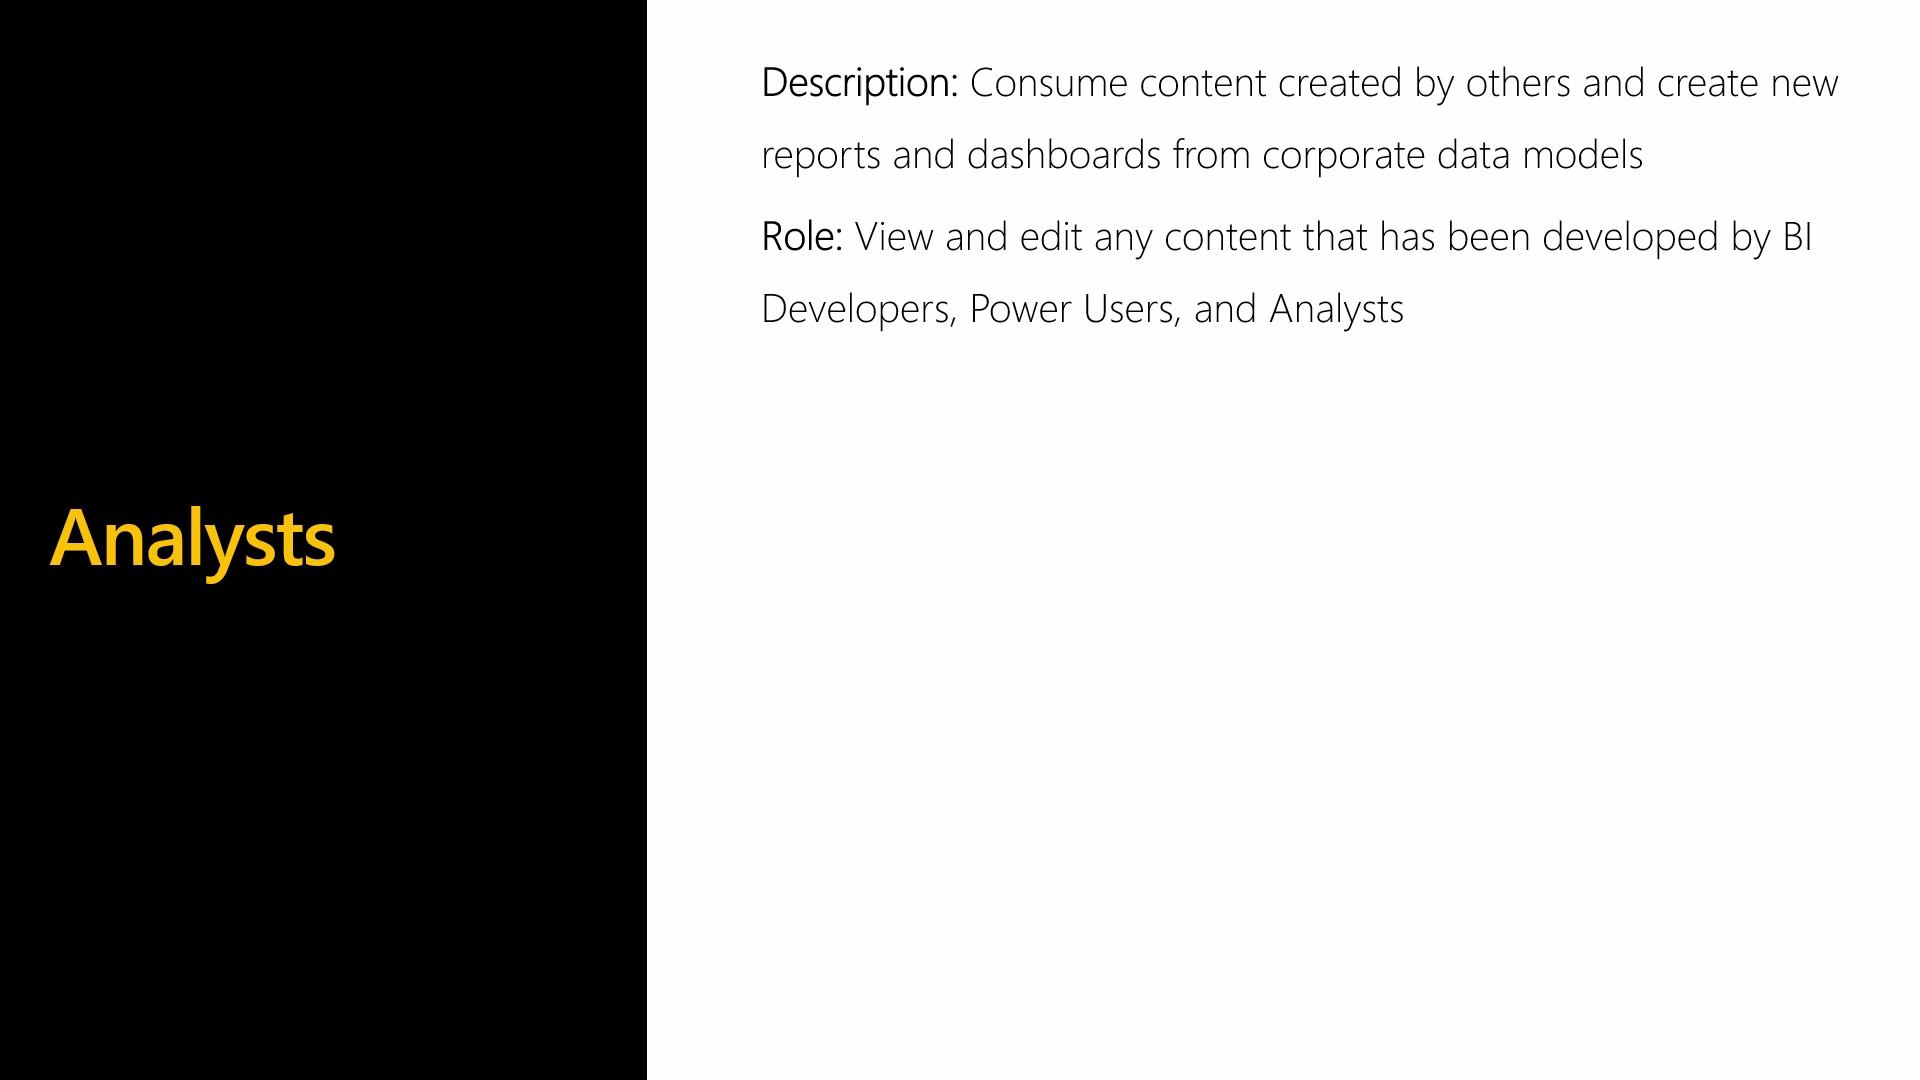 Analysts
Description: Consume content created by others and create new
reports and dashboards from corporate data models
Role: View and edit any content that has been developed by BI
Developers, Power Users, and Analysts